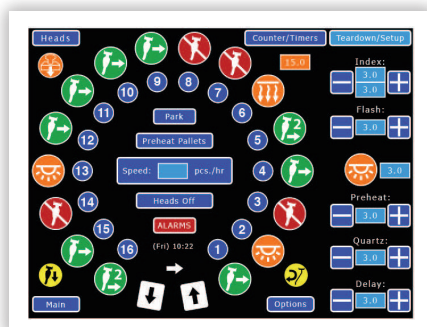 Heads
Counter/Timers
Teardown/Setup
15.0
Index:
3.0
3.0
Flash:
3.0
3.0
Preheat:
3.0
Quartz:
3.0
Delay:
3.0
9
8
10
7
11
6
12
5
2
13
4
14
3
15
2
16
1
2
Park
Preheat Pallets
Speed:
pcs./hr
Heads Off
ALARMS
(Fri) 10:22
Main
Options